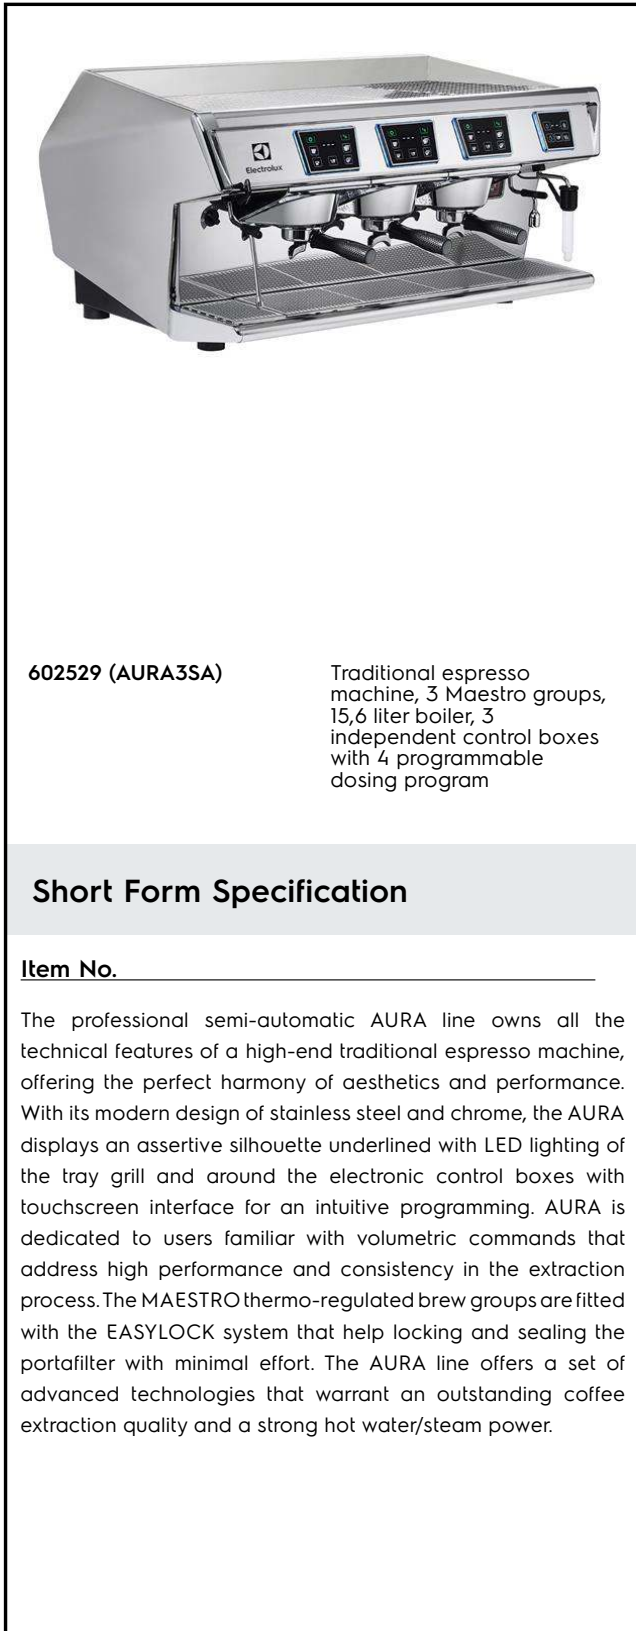 Electrolux
602529 (AURA3SA)
Traditional espresso
machine, 3 Maestro groups,
15,6 liter boiler, 3
independent control boxes
with 4 programmable
dosing program
Short Form Specification
Item No.
The professional semi-automatic AURA line owns all the
technical features of a high-end traditional espresso machine,
offering the perfect harmony of aesthetics and performance.
With its modern design of stainless steel and chrome, the AURA
displays an assertive silhouette underlined with LED lighting of
the tray grill and around the electronic control boxes with
touchscreen interface for an intuitive programming. AURA is
dedicated to users familiar with volumetric commands that
address high performance and consistency in the extraction
process. The MAESTRO thermo-regulated brew groups are fitted
with the EASYLOCK system that help locking and sealing the
portafilter with minimal effort. The AURA line offers a set of
advanced technologies that warrant an outstanding coffee
extraction quality and a strong hot water/steam power.